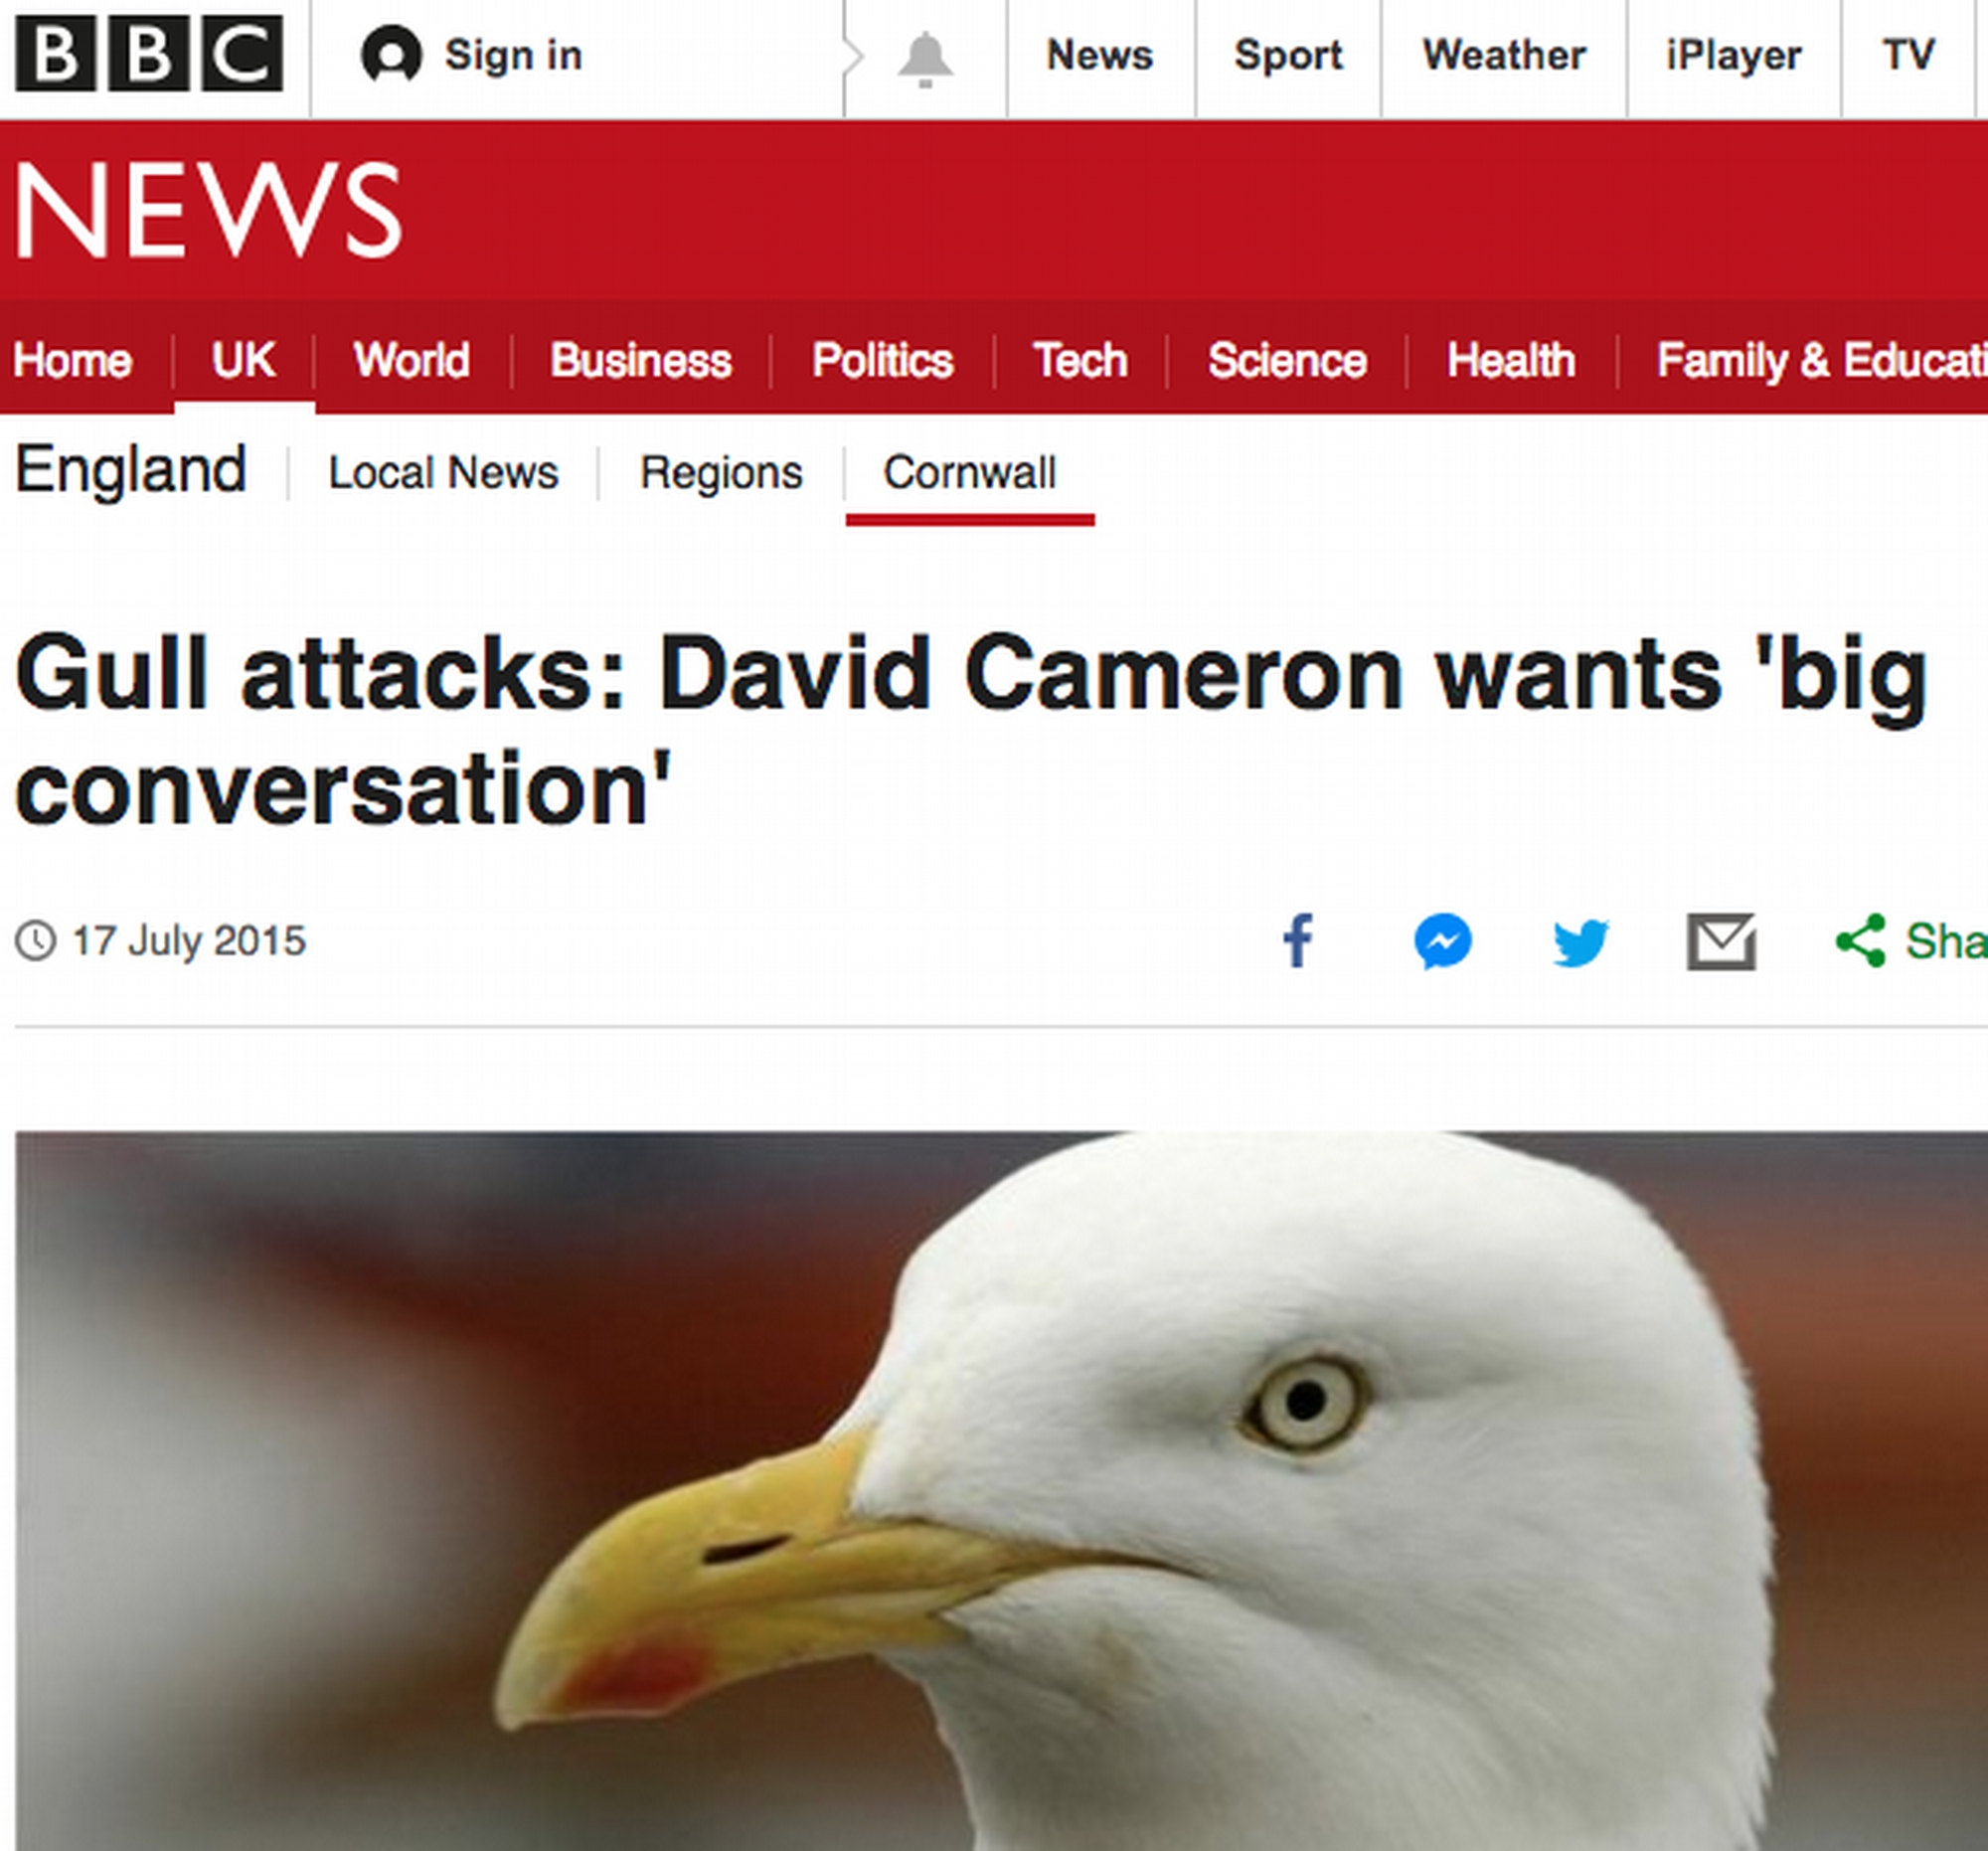 BBC Sign in News Sport Weather iPlayer TV
NEWS
Home UK World Business Politics Tech Science Health Family & Educati
England Local News Regions Cornwall
Gull attacks: David Cameron wants 'big
conversation'
17 July 2015 Sha